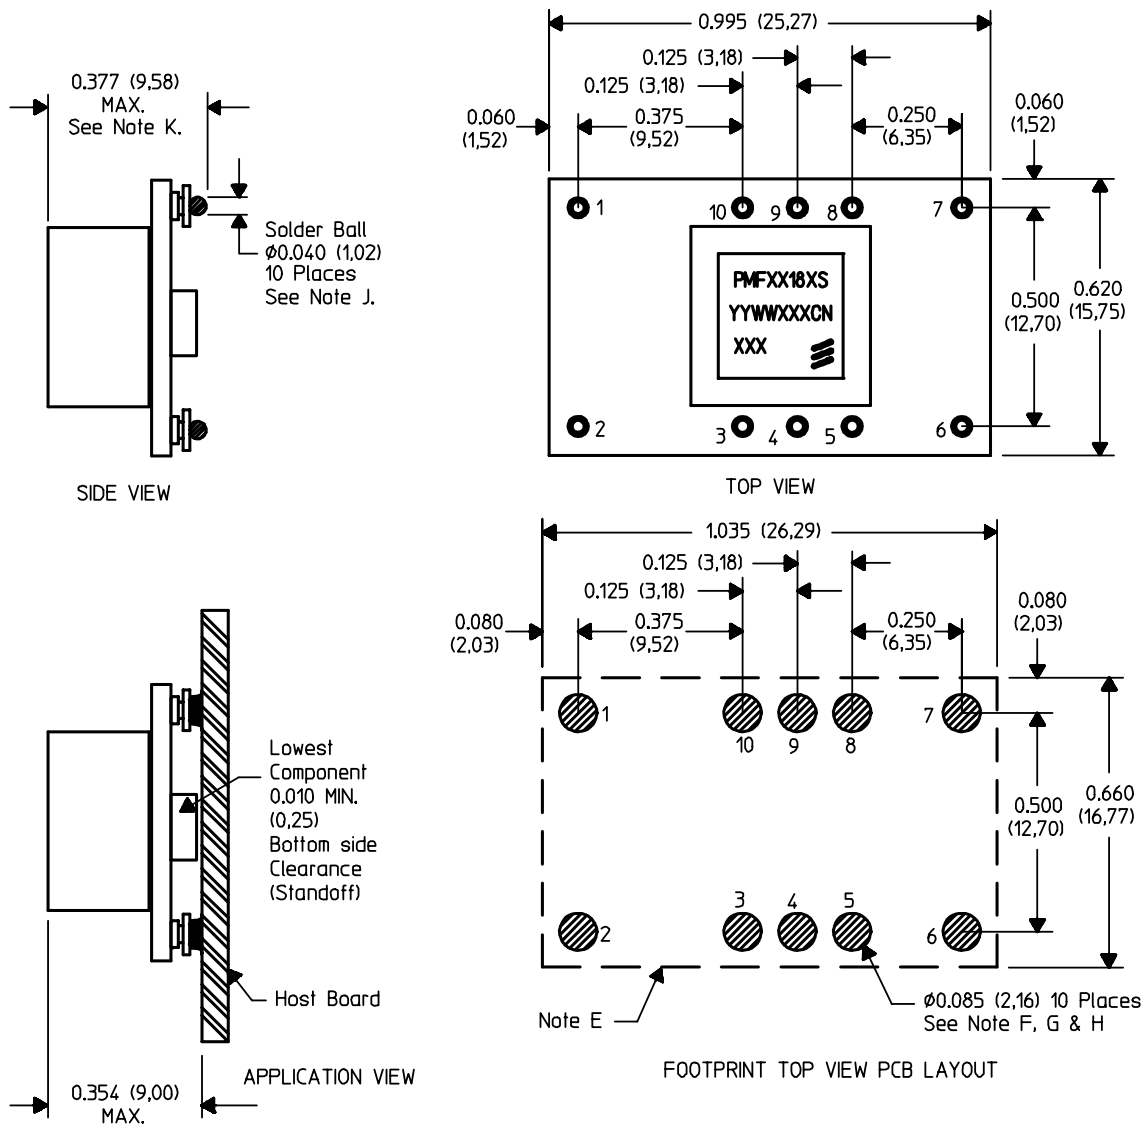 0.377 (9,58)
MAX.
See Note K.
Solder Ball
Ø0.040 (1,02)
10 Places
See Note J.
SIDE VIEW
0.995 (25,27)
0.125 (3,18)
0.125 (3,18)
0.060
(1,52)
0.375
(9,52)
0.250
(6,35)
0.060
(1,52)
1
10
9
8
7
PMFXX18XS
YYWWXXXCN
XXX
0.500
(12,70)
0.620
(15,75)
2
3
4
5
6
TOP VIEW
1.035 (26,29)
0.125 (3,18)
0.125 (3,18)
0.080
(2,03)
0.375
(9,52)
0.250
(6,35)
0.080
(2,03)
1
10
9
8
7
0.500
(12,70)
0.660
(16,77)
2
3
4
5
6
Note E
Ø0.085 (2,16) 10 Places
See Note F, G & H
FOOTPRINT TOP VIEW PCB LAYOUT
Lowest
Component
0.010 MIN.
(0,25)
Bottom side
Clearance
(Standoff)
Host Board
APPLICATION VIEW
0.354 (9,00)
MAX.